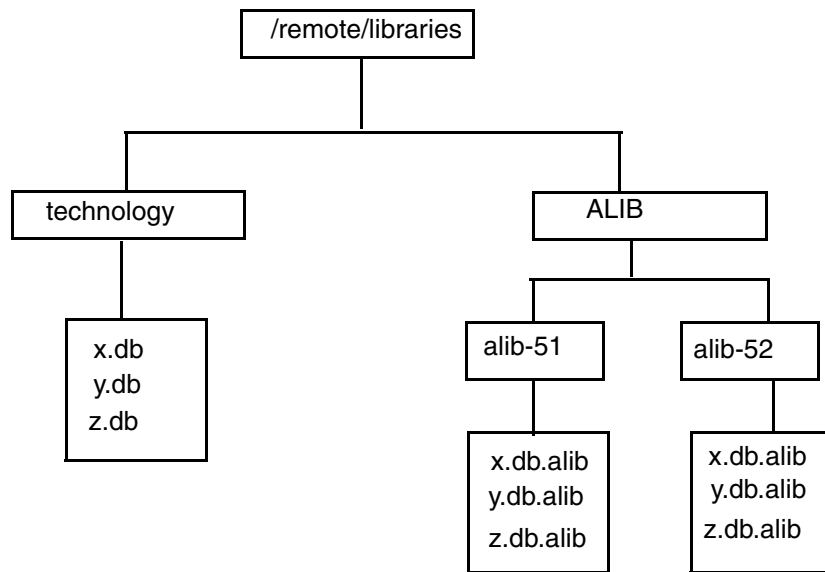 /remote/libraries
technology
ALIB
x.db
y.db
z.db
alib-51
alib-52
x.db.alib
y.db.alib
z.db.alib
x.db.alib
y.db.alib
z.db.alib